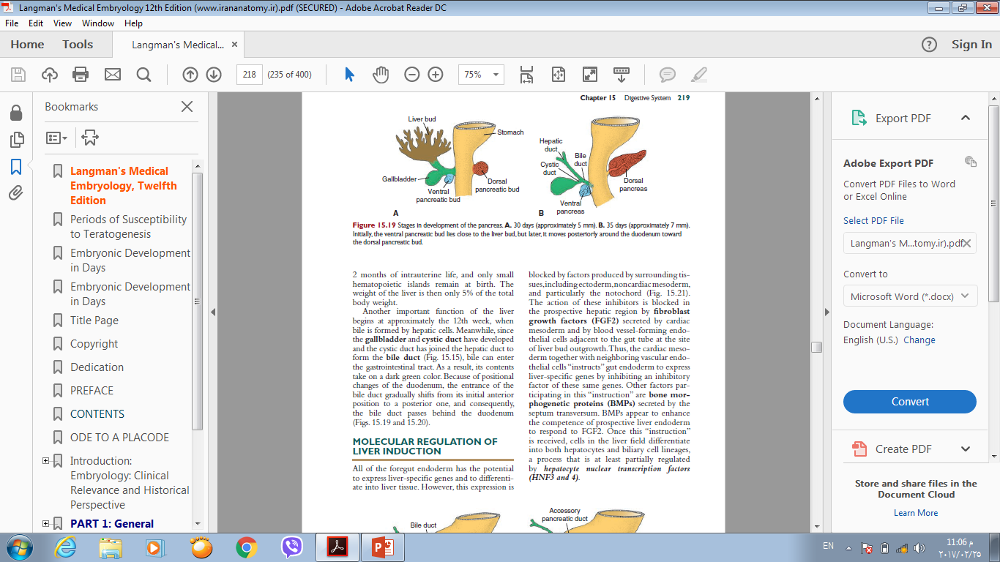 Langman's Medical Embryology 12th Edition (www.irananatomy.ir).pdf (SECURED) - Adobe Acrobat Reader DC
File Edit View Window Help
Home Tools Langman's Medical... × ? Sign In
218 (235 of 400) 75%
Bookmarks
Langman's Medical
Embryology, Twelfth
Edition
Periods of Susceptibility
to Teratogenesis
Embryonic Development
in Days
Embryonic Development
in Days
Title Page
Copyright
Dedication
PREFACE
CONTENTS
ODE TO A PLACODE
Introduction:
Embryology: Clinical
Relevance and Historical
Perspective
PART 1: General
Chapter 15 Digestive System 219
Liver bud
Stomach
Gallbladder
Ventral
pancreatic bud
Dorsal
pancreatic bud
A
Hepatic
duct
Bile
duct
Cystic
duct
Dorsal
pancreas
Ventral
pancreas
B
Figure 15.19 Stages in development of the pancreas. A. 30 days (approximately 5 mm). B. 35 days (approximately 7 mm).
Initially, the ventral pancreatic bud lies close to the liver bud, but later, it moves posteriorly around the duodenum toward
the dorsal pancreatic bud.
2 months of intrauterine life, and only small
hematopoietic islands remain at birth. The
weight of the liver is then only 5% of the total
body weight.
Another important function of the liver
begins at approximately the 12th week, when
bile is formed by hepatic cells. Meanwhile, since
the gallbladder and cystic duct have developed
and the cystic duct has joined the hepatic duct to
form the bile duct (Fig. 15.15), bile can enter
the gastrointestinal tract. As a result, its contents
take on a dark green color. Because of positional
changes of the duodenum, the entrance of the
bile duct gradually shifts from its initial anterior
position to a posterior one, and consequently,
the bile duct passes behind the duodenum
(Figs. 15.19 and 15.20).
MOLECULAR REGULATION OF
LIVER INDUCTION
All of the foregut endoderm has the potential
to express liver-specific genes and to differenti-
ate into liver tissue. However, this expression is
blocked by factors produced by surrounding tis-
sues, including ectoderm, noncardiac mesoderm,
and particularly the notochord (Fig. 15.21).
The action of these inhibitors is blocked in
the prospective hepatic region by fibroblast
growth factors (FGF2) secreted by cardiac
mesoderm and by blood vessel-forming endo-
thelial cells adjacent to the gut tube at the site
of liver bud outgrowth. Thus, the cardiac meso-
derm together with neighboring vascular endo-
thelial cells "instructs" gut endoderm to express
liver-specific genes by inhibiting an inhibitory
factor of these same genes. Other factors par-
ticipating in this "instruction" are bone mor-
phogenetic proteins (BMPs) secreted by the
septum transversum. BMPs appear to enhance
the competence of prospective liver endoderm
to respond to FGF2. Once this "instruction"
is received, cells in the liver field differentiate
into both hepatocytes and biliary cell lineages,
a process that is at least partially regulated
by hepatocyte nuclear transcription factors
(HNF3 and 4).
Bile duct
Accessory
pancreatic duct
Export PDF
Adobe Export PDF
Convert PDF Files to Word
or Excel Online
Select PDF File
Langman's M...tomy.ir).pdf
Convert to
Microsoft Word (*.docx)
Document Language:
English (U.S.) Change
Convert
Create PDF
Store and share files in the
Document Cloud
Learn More
EN
11:06 م
٢٠١٧/٠٢/٢٥